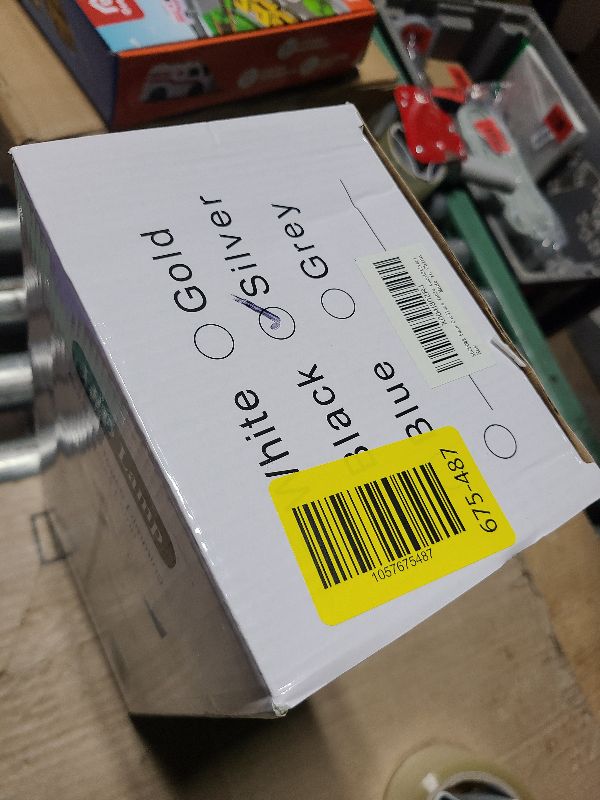 Gold
Silver
Grey
White
Black
Blue
675-487
1057675487